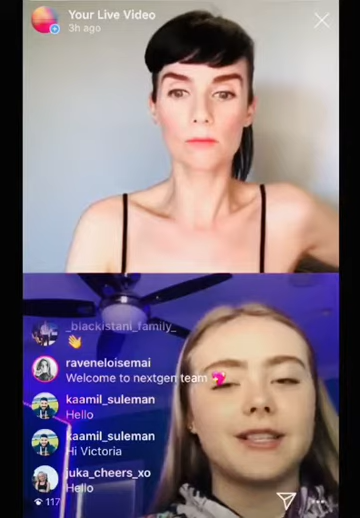 Your Live Video
3h ago
_blackistani_family_
👋
raveneloisemai
Welcome to nextgen team 💘
kaamil_suleman
Hello
kaamil_suleman
Hi Victoria
juka_cheers_xo
Hello
117